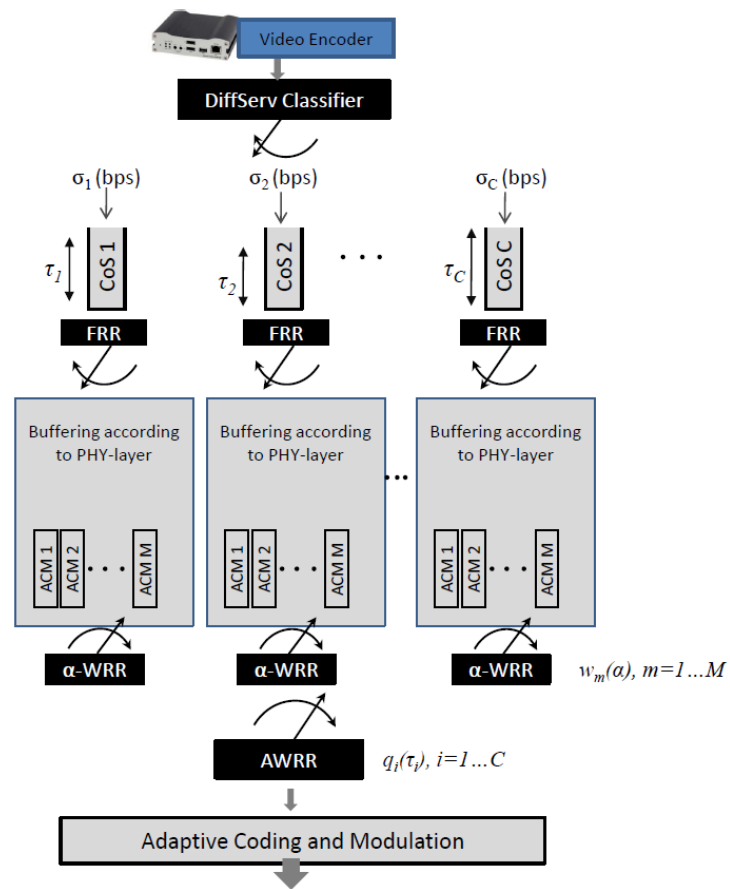 Video Encoder
DiffServ Classifier
σ1 (bps)
σ2 (bps)
σC (bps)
τ1
CoS 1
τ2
CoS 2
. . .
τC
CoS C
FRR
FRR
FRR
Buffering according
to PHY-layer
Buffering according
to PHY-layer
Buffering according
to PHY-layer
...
ACM 1
ACM 2
. . .
ACM M
ACM 1
ACM 2
. . .
ACM M
ACM 1
ACM 2
. . .
ACM M
α-WRR
α-WRR
α-WRR
wm(α), m=1...M
AWRR
qi(τi), i=1...C
Adaptive Coding and Modulation